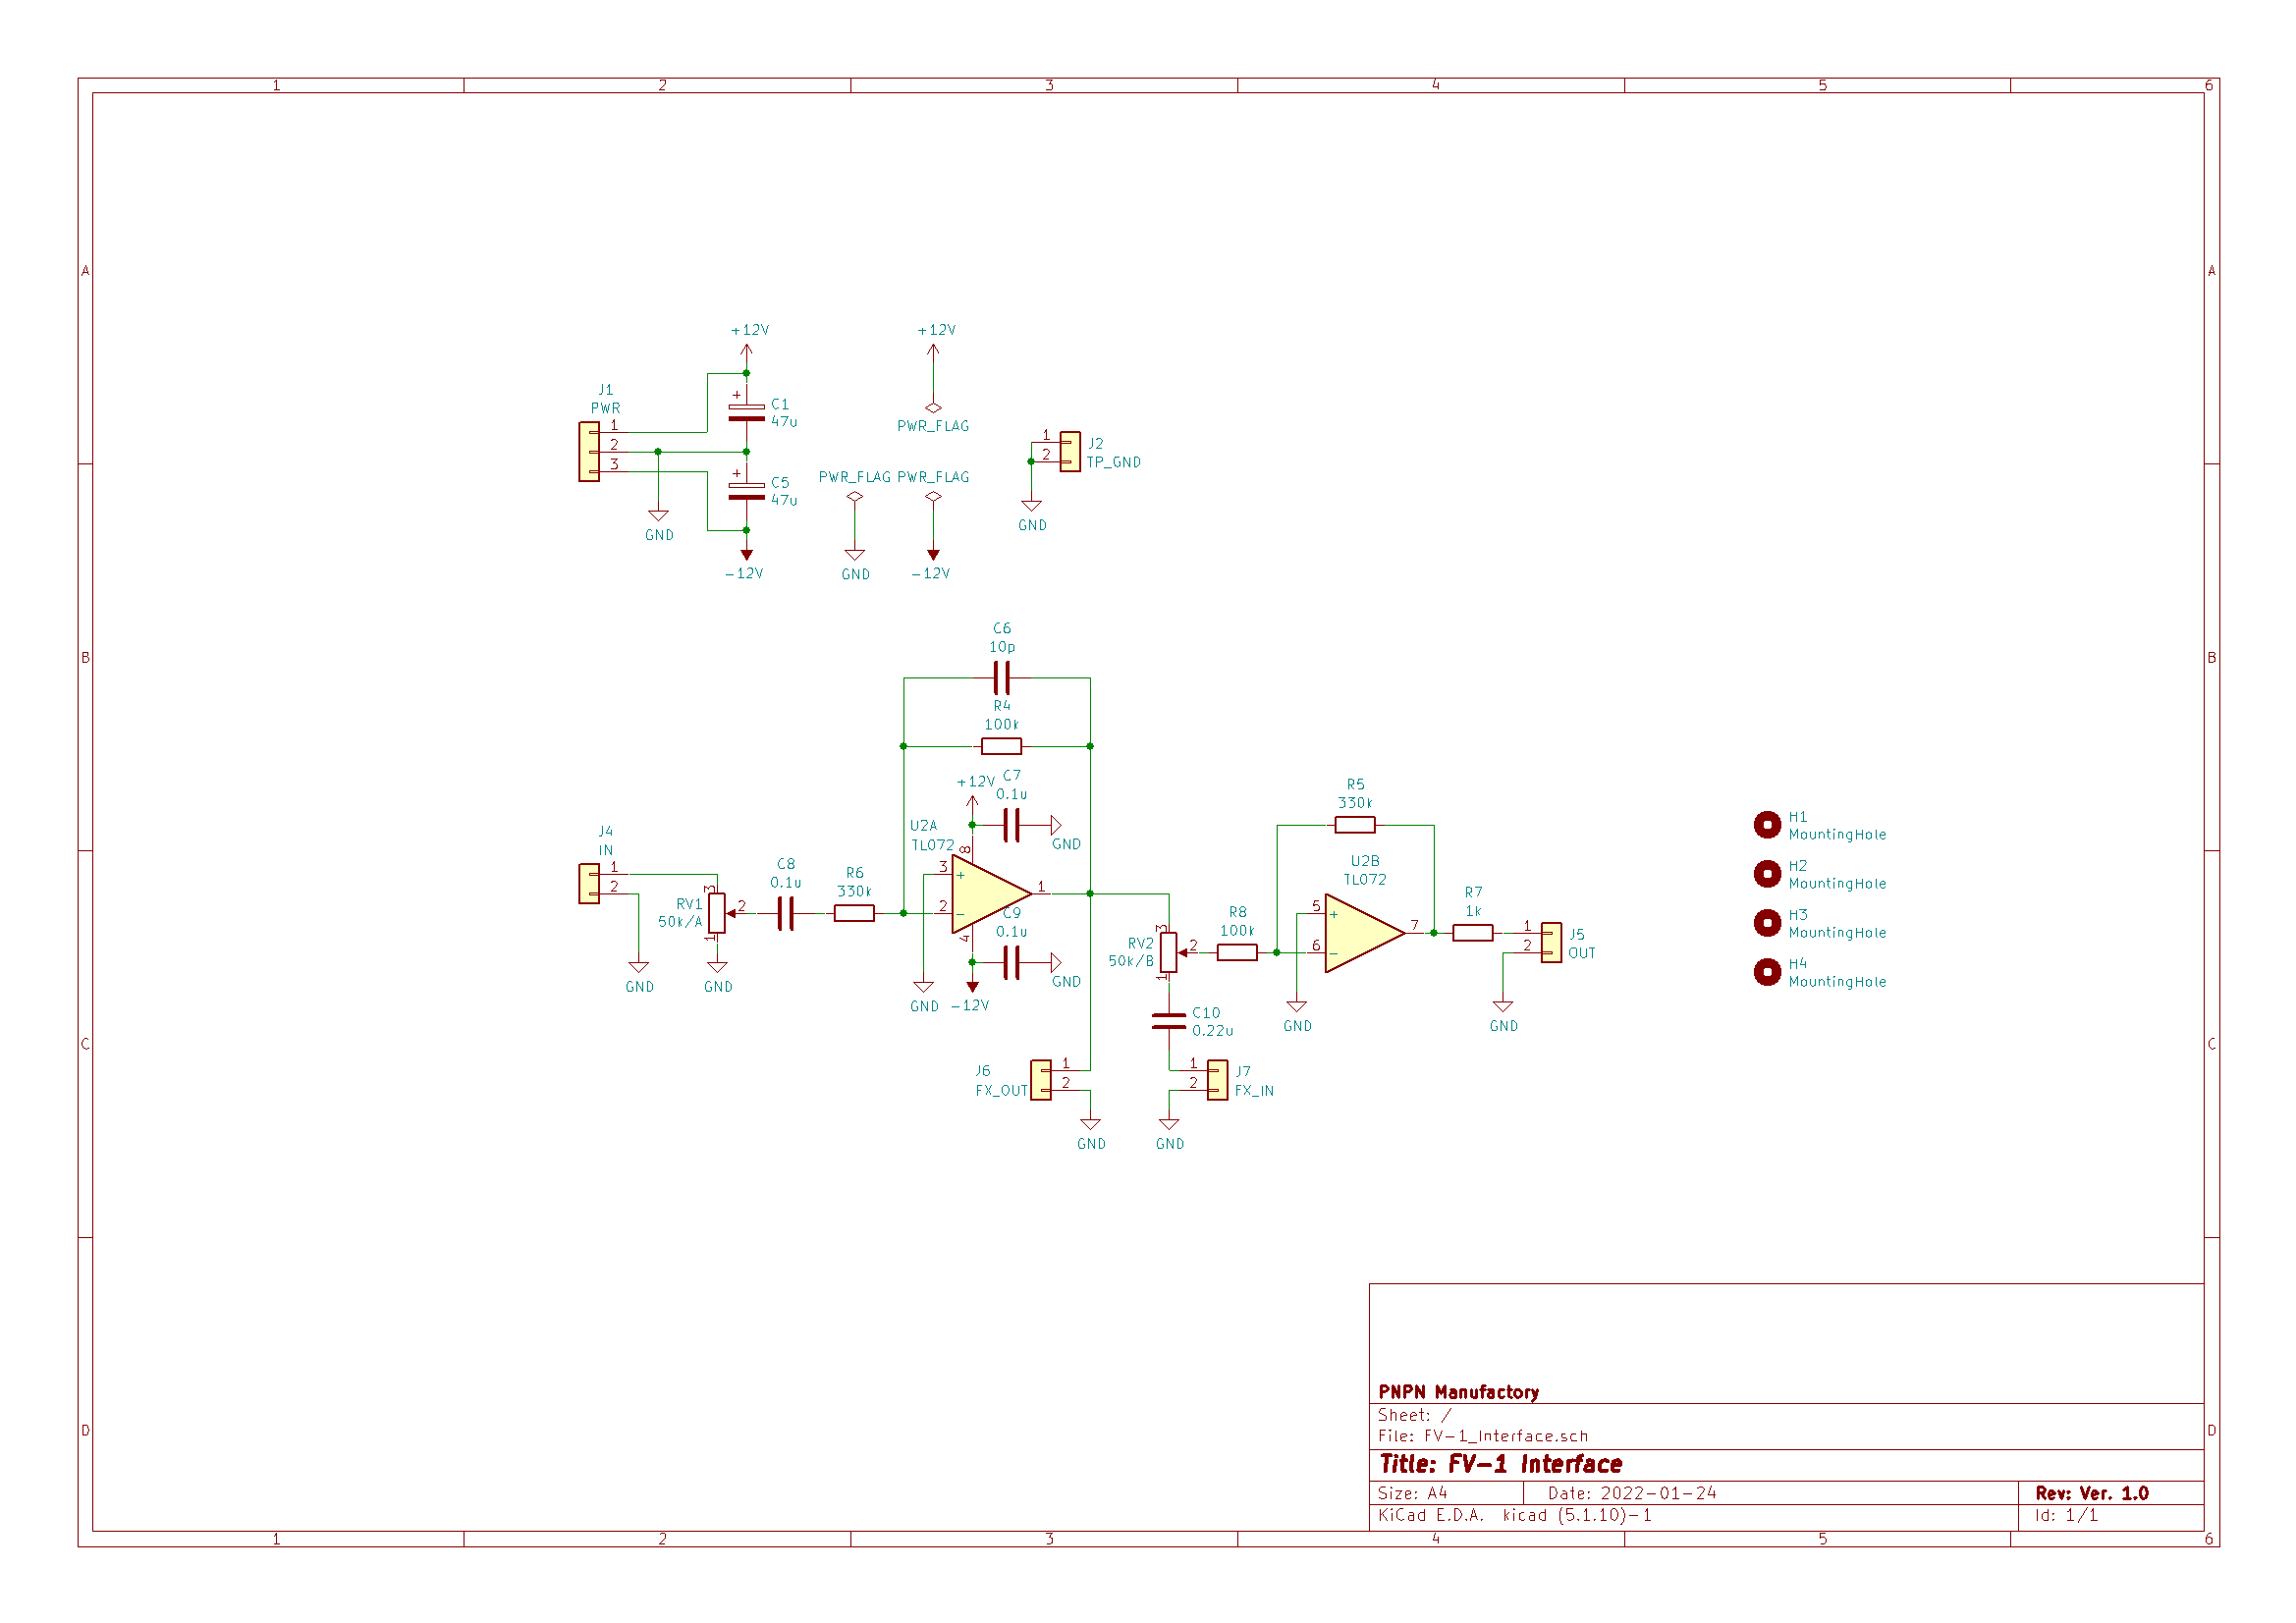 1 2 3 4 5 6
A A
+12V +12V
J1
PWR
1
2
3
+
C1
47u
+
C5
47u
GND
-12V
PWR_FLAG
PWR_FLAG PWR_FLAG
GND
-12V
1
2
J2
TP_GND
GND
B B
C6
10p
R4
100k
+12V C7
0.1u
GND
U2A
TL072
8
3
+
2
−
1
4
C9
0.1u
GND
GND -12V
J4
IN
1
2
GND
RV1
50k/A
3
2
1
GND
C8
0.1u
R6
330k
RV2
50k/B
3
2
1
R8
100k
R5
330k
U2B
TL072
5
+
6
−
7
GND
R7
1k
1
2
J5
OUT
GND
C10
0.22u
J6
FX_OUT
1
2
GND
1
2
J7
FX_IN
GND
H1
MountingHole
H2
MountingHole
H3
MountingHole
H4
MountingHole
C C
PNPN Manufactory
Sheet: /
File: FV-1_Interface.sch
Title: FV-1 Interface
Size: A4 Date: 2022-01-24 Rev: Ver. 1.0
KiCad E.D.A. kicad (5.1.10)-1 Id: 1/1
D D
1 2 3 4 5 6